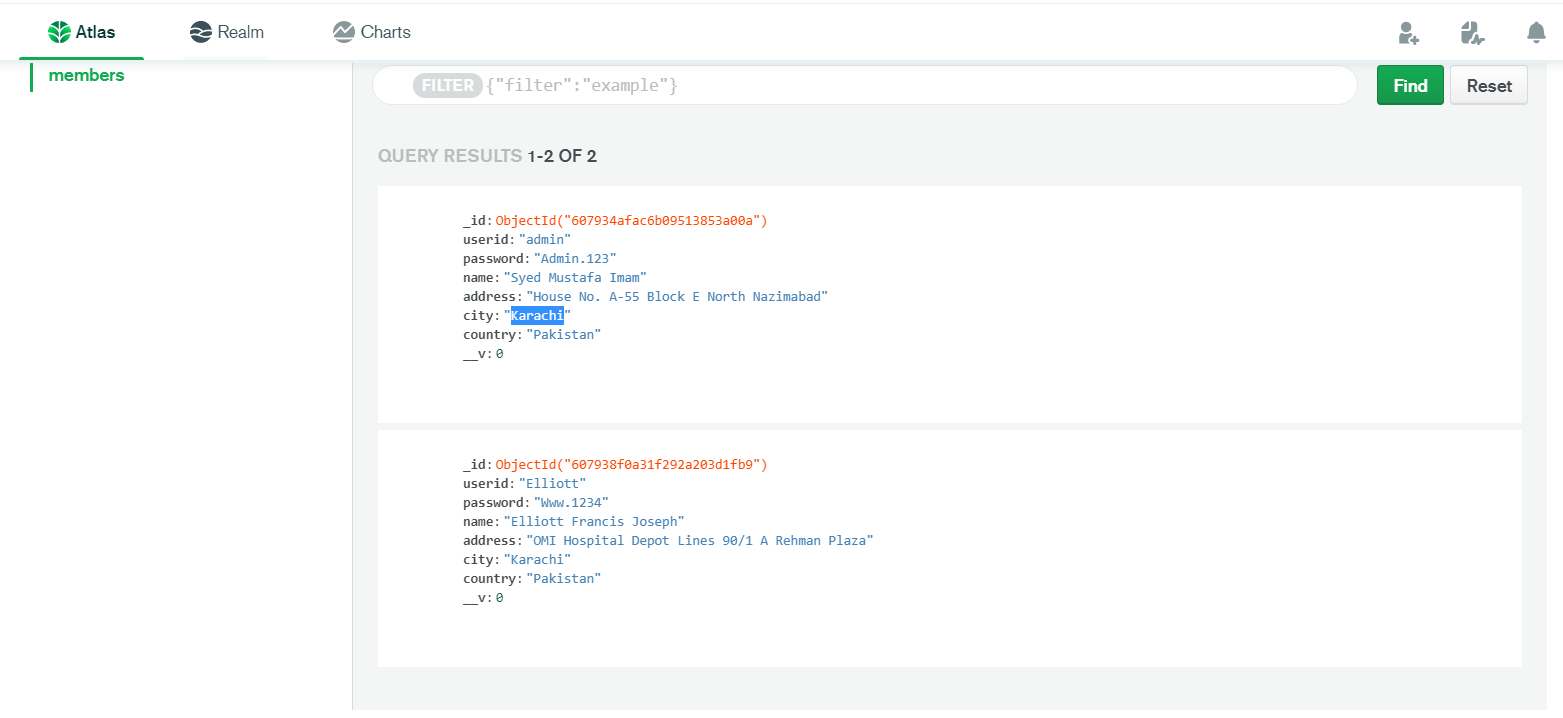 Atlas Realm Charts
members
FILTER {"filter":"example"} Find Reset
QUERY RESULTS 1-2 OF 2
_id: ObjectId("607934afac6b09513853a00a")
userid: "admin"
password: "Admin.123"
name: "Syed Mustafa Imam"
address: "House No. A-55 Block E North Nazimabad"
city: "Karachi"
country: "Pakistan"
__v: 0
_id: ObjectId("607938f0a31f292a203d1fb9")
userid: "Elliott"
password: "Www.1234"
name: "Elliott Francis Joseph"
address: "OMI Hospital Depot Lines 90/1 A Rehman Plaza"
city: "Karachi"
country: "Pakistan"
__v: 0